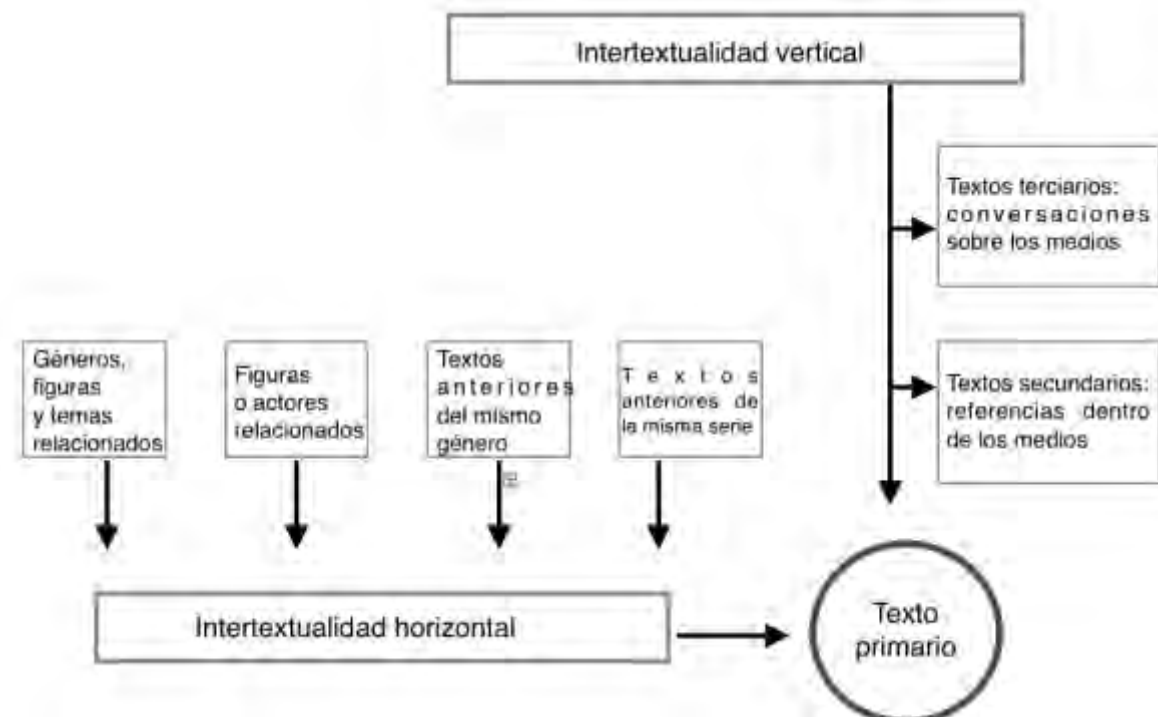 Intertextualidad vertical
Textos terciarios:
conversaciones
sobre los medios
Géneros,
figuras
y temas
relacionados
Figuras
o actores
relacionados
Textos
anteriores
del mismo
género
Textos
anteriores de
la misma serie
Textos secundarios:
referencias dentro
de los medios
Intertextualidad horizontal
Texto
primario